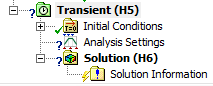 Transient (H5)
Initial Conditions
Analysis Settings
Solution (H6)
Solution Information